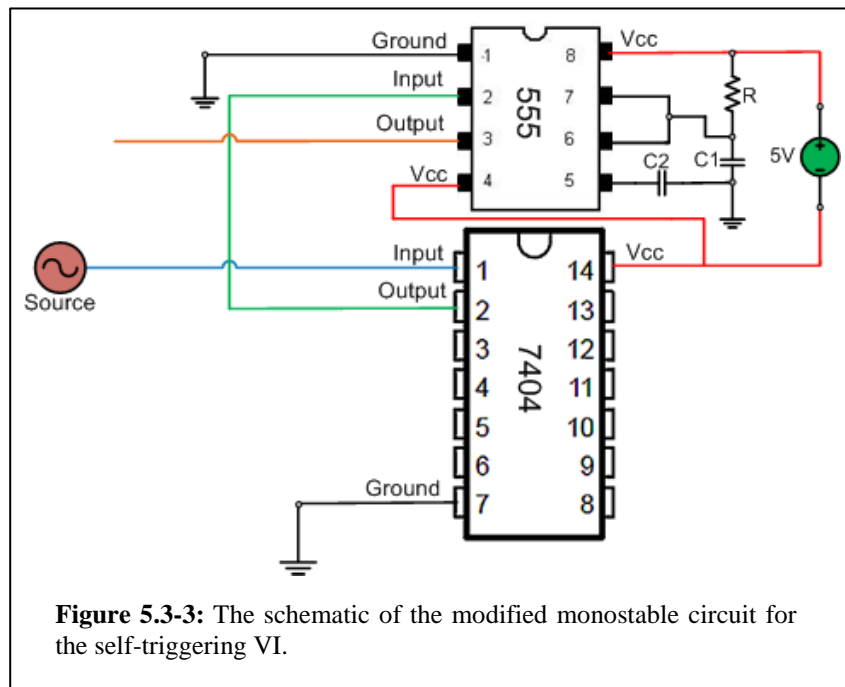 Ground
Input
Output
Vcc
1
2
3
4
555
8
7
6
5
Vcc
R
C1
C2
5V
Source
Input
Output
Ground
1
2
3
4
5
6
7
7404
14
13
12
11
10
9
8
Vcc
Figure 5.3-3: The schematic of the modified monostable circuit for
the self-triggering VI.